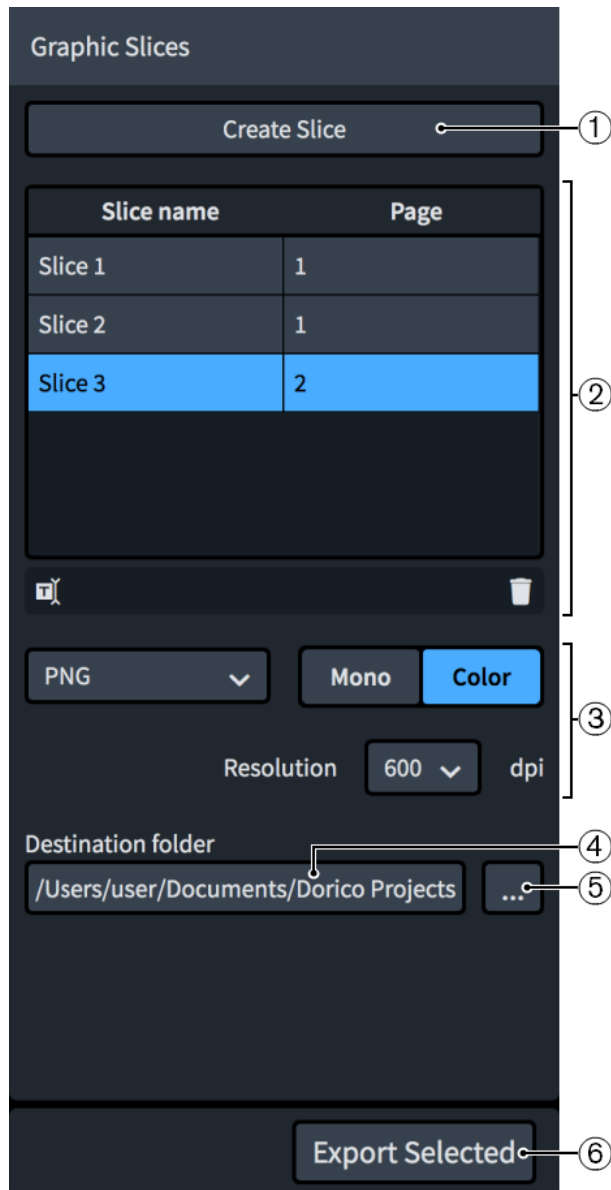 Graphic Slices
Create Slice
①
Slice name Page
Slice 1 1
Slice 2 1
Slice 3 2
②
PNG Mono Color
③
Resolution 600 dpi
Destination folder
④
/Users/user/Documents/Dorico Projects ...
⑤
Export Selected
⑥